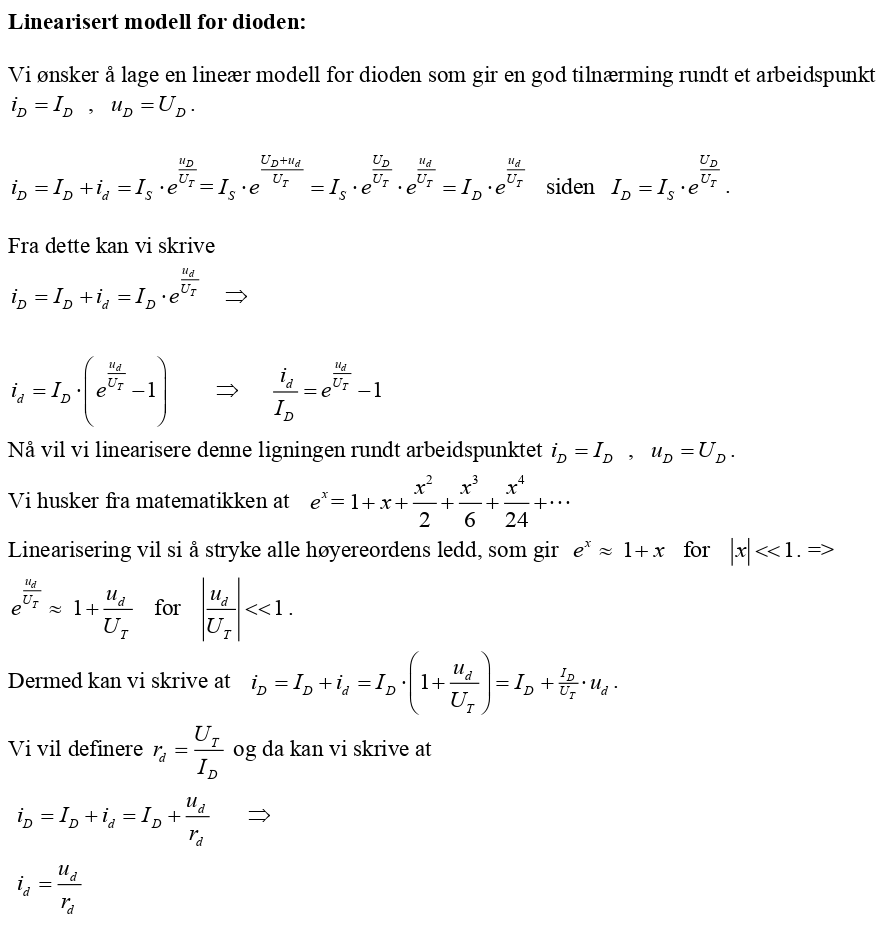 Linearisert modell for dioden:
Vi ønsker å lage en lineær modell for dioden som gir en god tilnærming rundt et arbeidspunkt
$i_D = I_D$ , $u_D = U_D$.
$i_D = I_D + i_d = I_S \cdot e^{\frac{u_D}{U_T}} = I_S \cdot e^{\frac{U_D + u_d}{U_T}} = I_S \cdot e^{\frac{U_D}{U_T}} \cdot e^{\frac{u_d}{U_T}} = I_D \cdot e^{\frac{u_d}{U_T}}$ siden $I_D = I_S \cdot e^{\frac{U_D}{U_T}}$.
Fra dette kan vi skrive
$i_D = I_D + i_d = I_D \cdot e^{\frac{u_d}{U_T}}$ ⇒
$i_d = I_D \cdot \left( e^{\frac{u_d}{U_T}} - 1 \right)$ ⇒ $\frac{i_d}{I_D} = e^{\frac{u_d}{U_T}} - 1$
Nå vil vi linearisere denne ligningen rundt arbeidspunktet $i_D = I_D$ , $u_D = U_D$.
Vi husker fra matematikken at $e^x = 1 + x + \frac{x^2}{2} + \frac{x^3}{6} + \frac{x^4}{24} + \cdots$
Linearisering vil si å stryke alle høyereordens ledd, som gir $e^x \approx 1 + x$ for $|x| << 1$. =>
$e^{\frac{u_d}{U_T}} \approx 1 + \frac{u_d}{U_T}$ for $\left| \frac{u_d}{U_T} \right| << 1$.
Dermed kan vi skrive at $i_D = I_D + i_d = I_D \cdot \left( 1 + \frac{u_d}{U_T} \right) = I_D + \frac{I_D}{U_T} \cdot u_d$.
Vi vil definere $r_d = \frac{U_T}{I_D}$ og da kan vi skrive at
$i_D = I_D + i_d = I_D + \frac{u_d}{r_d}$ ⇒
$i_d = \frac{u_d}{r_d}$